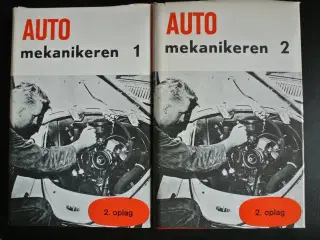 AUTO
mekanikeren 1
2. oplag
AUTO
mekanikeren 2
2. oplag